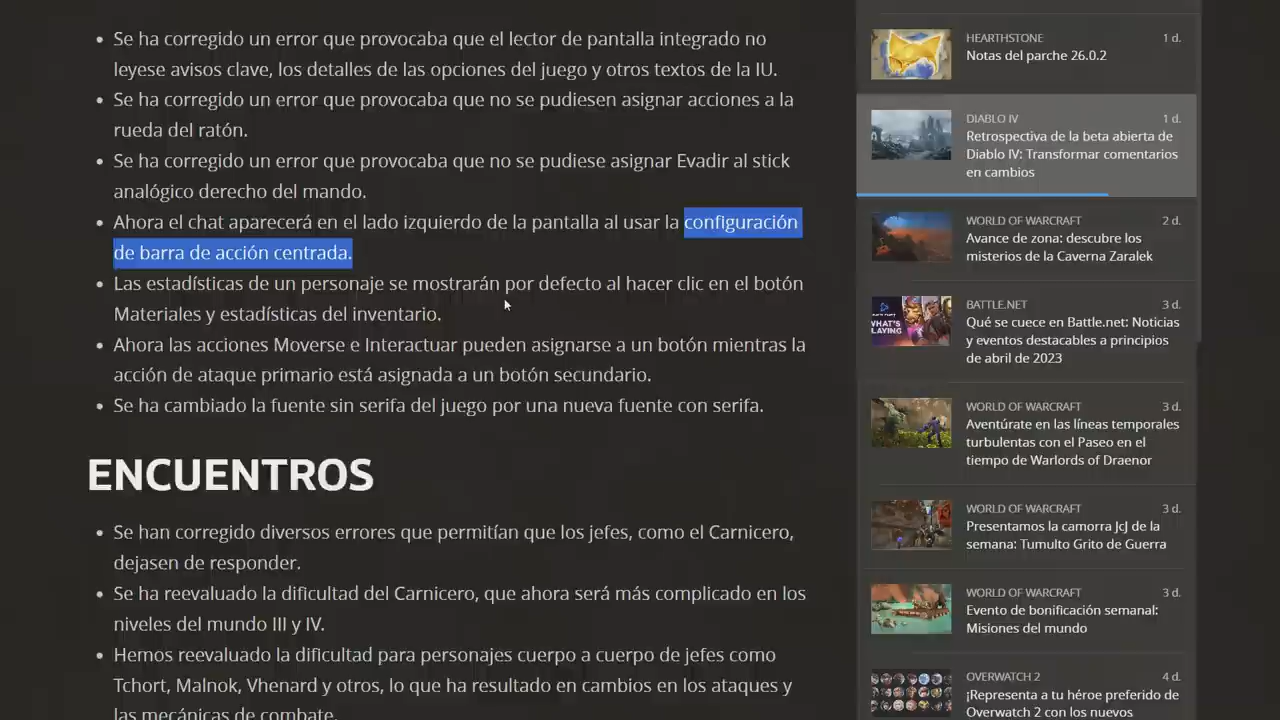 • Se ha corregido un error que provocaba que el lector de pantalla integrado no
leyese avisos clave, los detalles de las opciones del juego y otros textos de la IU.
• Se ha corregido un error que provocaba que no se pudiesen asignar acciones a la
rueda del ratón.
• Se ha corregido un error que provocaba que no se pudiese asignar Evadir al stick
analógico derecho del mando.
• Ahora el chat aparecerá en el lado izquierdo de la pantalla al usar la configuración
de barra de acción centrada.
• Las estadísticas de un personaje se mostrarán por defecto al hacer clic en el botón
Materiales y estadísticas del inventario.
• Ahora las acciones Moverse e Interactuar pueden asignarse a un botón mientras la
acción de ataque primario está asignada a un botón secundario.
• Se ha cambiado la fuente sin serifa del juego por una nueva fuente con serifa.
ENCUENTROS
• Se han corregido diversos errores que permitían que los jefes, como el Carnicero,
dejasen de responder.
• Se ha reevaluado la dificultad del Carnicero, que ahora será más complicado en los
niveles del mundo III y IV.
• Hemos reevaluado la dificultad para personajes cuerpo a cuerpo de jefes como
Tchort, Malnok, Vhenard y otros, lo que ha resultado en cambios en los ataques y
las mecánicas de combate.
HEARTHSTONE 1 d.
Notas del parche 26.0.2
DIABLO IV 1 d.
Retrospectiva de la beta abierta de
Diablo IV: Transformar comentarios
en cambios
WORLD OF WARCRAFT 2 d.
Avance de zona: descubre los
misterios de la Caverna Zaralek
WHAT'S
PLAYING
BATTLE.NET 3 d.
Qué se cuece en Battle.net: Noticias
y eventos destacables a principios
de abril de 2023
WORLD OF WARCRAFT 3 d.
Aventúrate en las líneas temporales
turbulentas con el Paseo en el
tiempo de Warlords of Draenor
WORLD OF WARCRAFT 3 d.
Presentamos la camorra JcJ de la
semana: Tumulto Grito de Guerra
WORLD OF WARCRAFT 3 d.
Evento de bonificación semanal:
Misiones del mundo
OVERWATCH 2 4 d.
¡Representa a tu héroe preferido de
Overwatch 2 con los nuevos